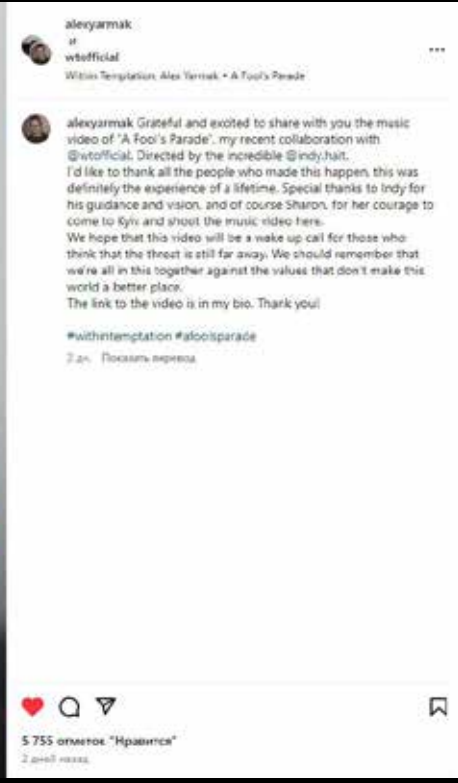 alexyarmak
и
wtofficial
Within Temptation, Alex Yarmak • A Fool's Parade
alexyarmak Grateful and excited to share with you the music
video of "A Fool's Parade", my recent collaboration with
@wtofficial. Directed by the incredible @indy.hait.
I'd like to thank all the people who made this happen, this was
definitely the experience of a lifetime. Special thanks to Indy for
his guidance and vision, and of course Sharon, for her courage to
come to Kyiv and shoot the music video here.
We hope that this video will be a wake up call for those who
think that the threat is still far away. We should remember that
we're all in this together against the values that don't make this
world a better place.
The link to the video is in my bio. Thank you!
#withintemptation #afoolsparade
2 дн. Показать перевод
5 755 отметок "Нравится"
2 дней назад